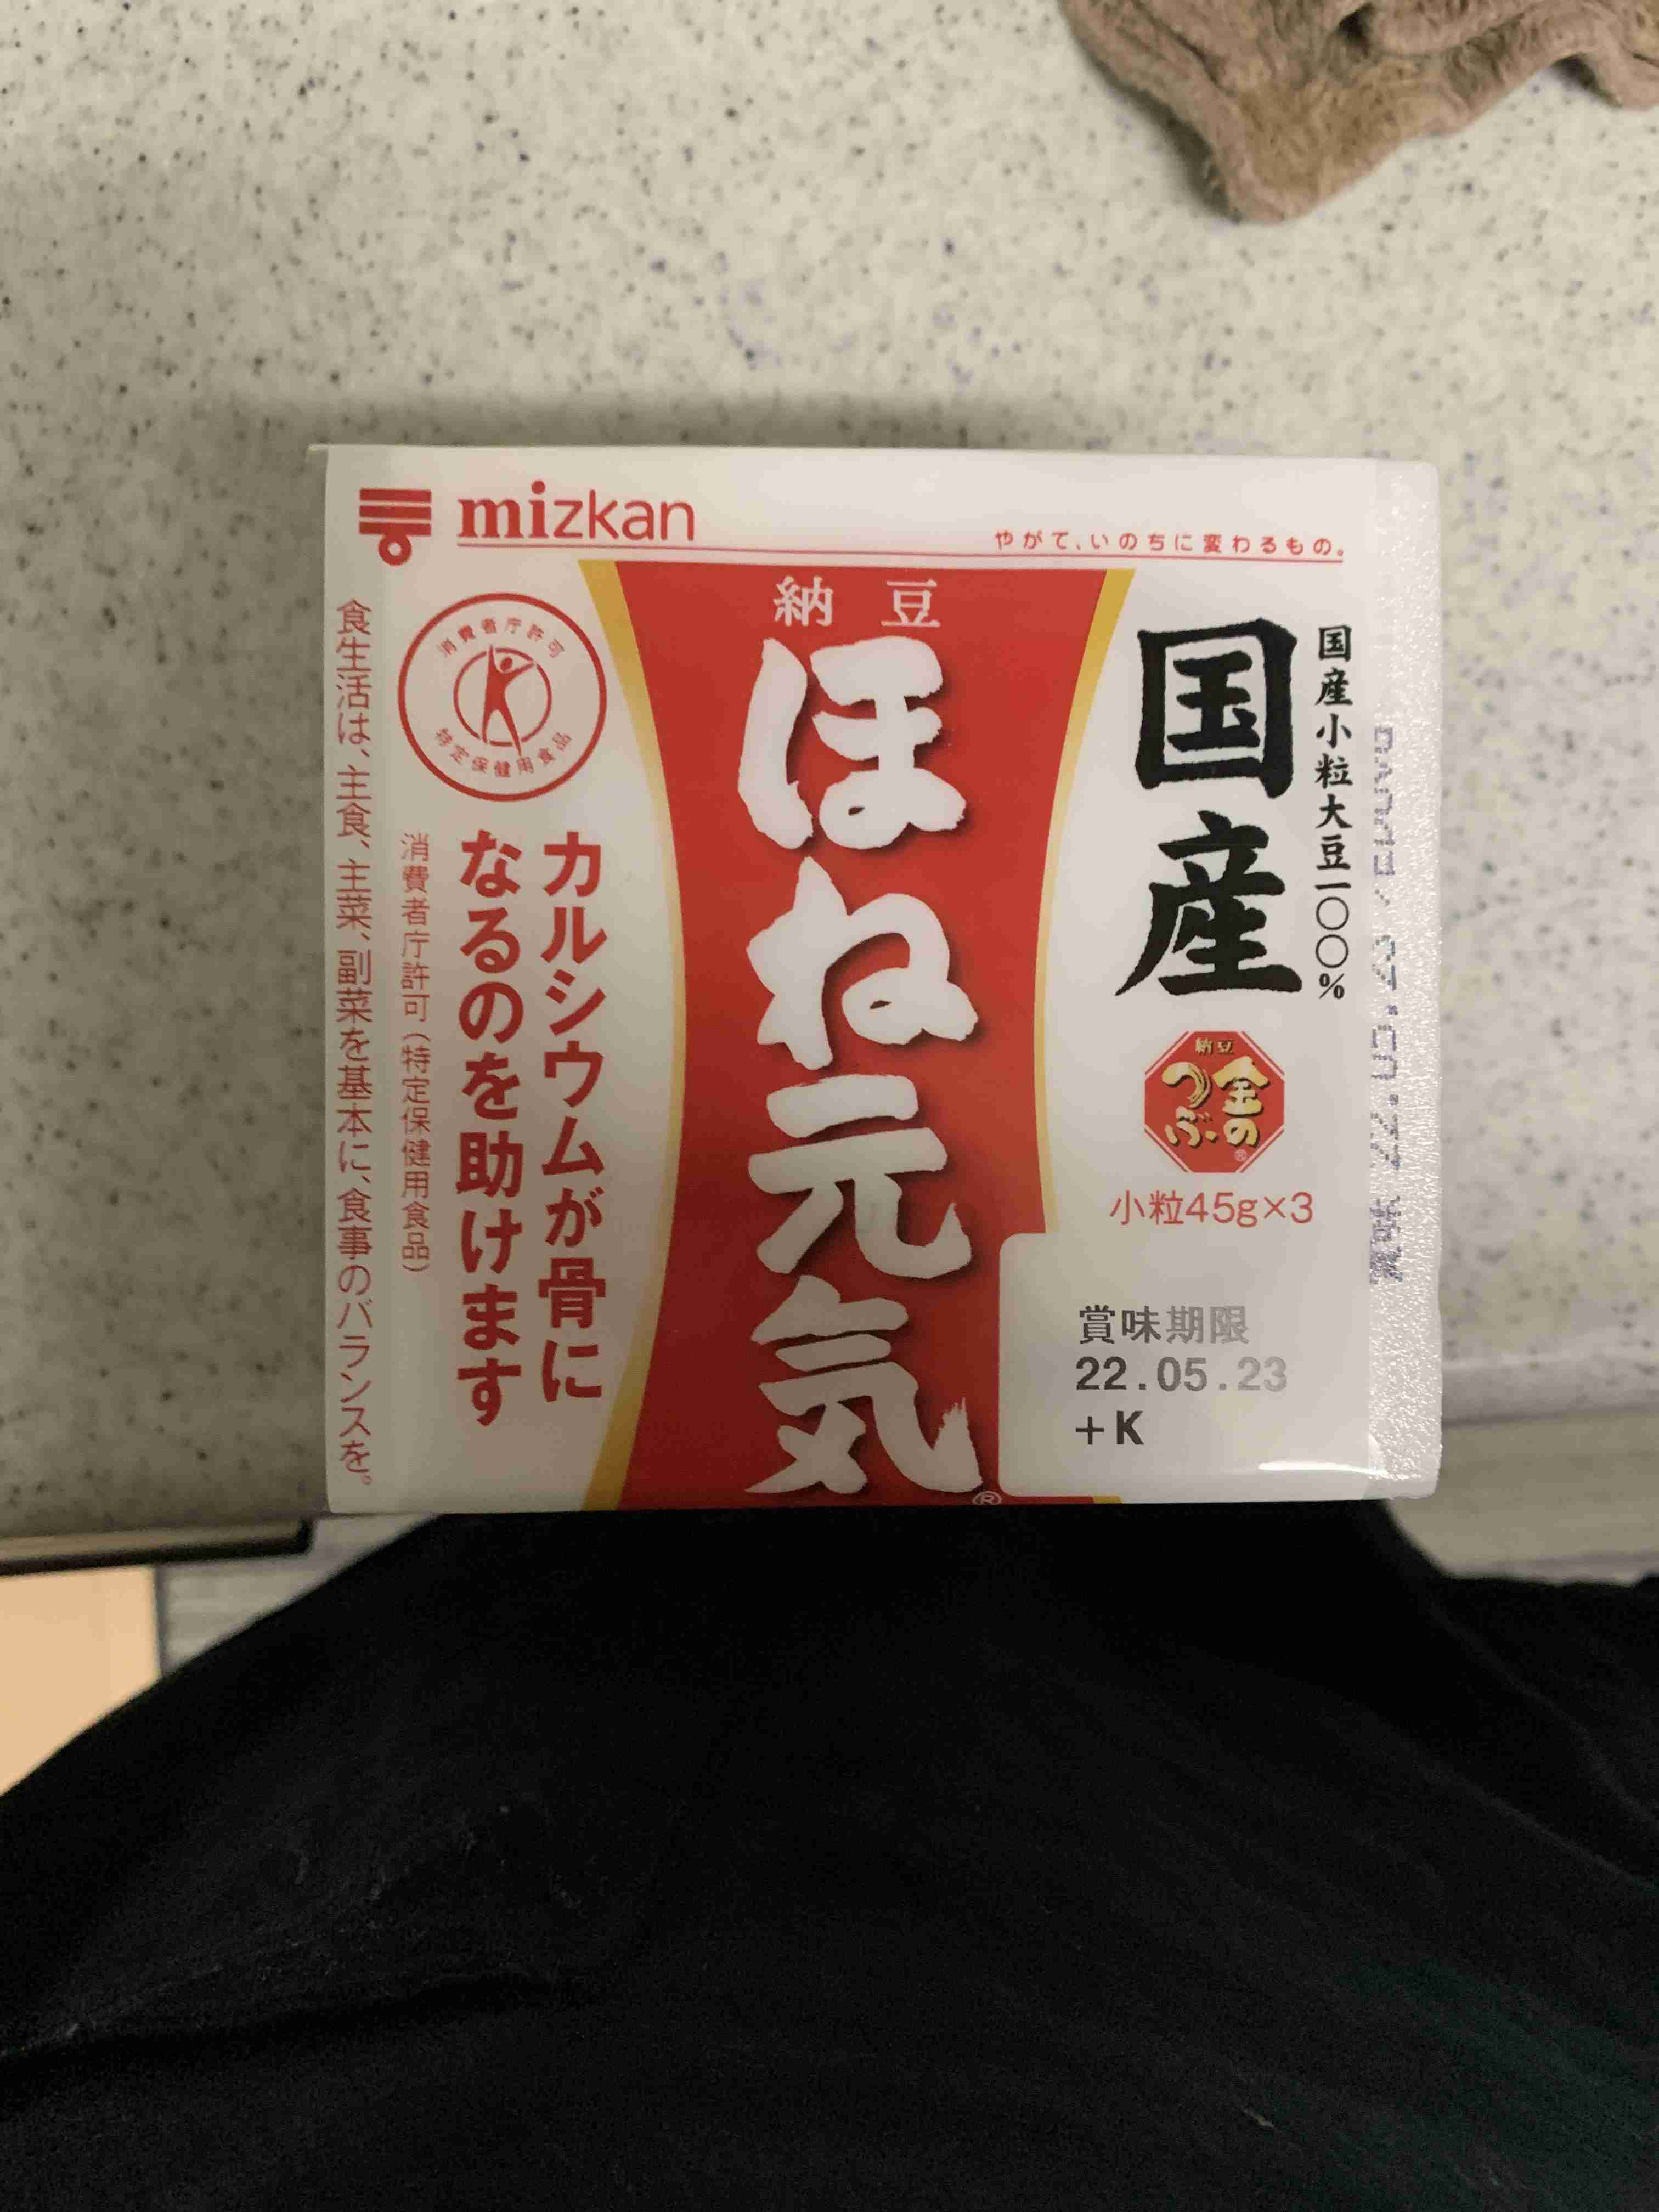 mizkan
やがて、いのちに変わるもの。
納豆
ほね元気
®
国産小粒大豆一〇〇%
国産
納豆
金の
つぶ®
小粒45g×3
賞味期限
22.05.23
+K
消費者庁許可
特定保健用食品
カルシウムが骨に
なるのを助けます
消費者庁許可(特定保健用食品)
食生活は、主食、主菜、副菜を基本に、食事のバランスを。